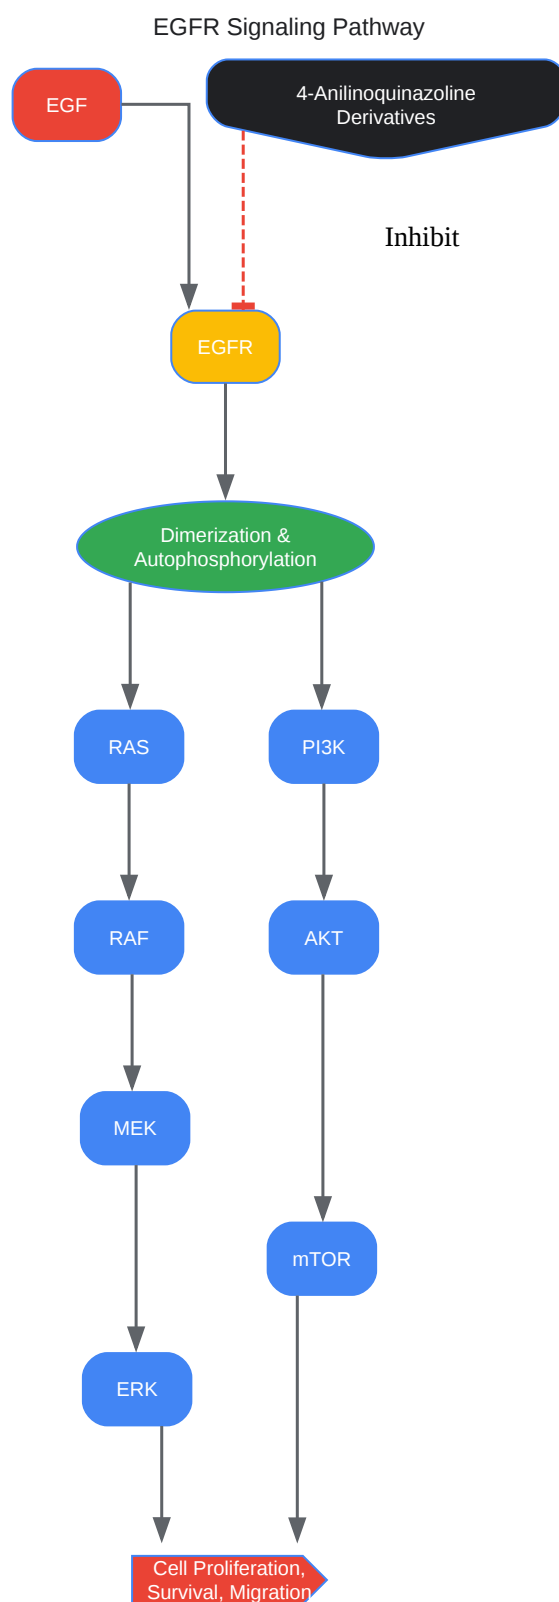 EGFR Signaling Pathway
EGF
4-Anilinoquinazoline
Derivatives
Inhibit
EGFR
Dimerization &
Autophosphorylation
RAS
PI3K
RAF
AKT
MEK
mTOR
ERK
Cell Proliferation,
Survival, Migration